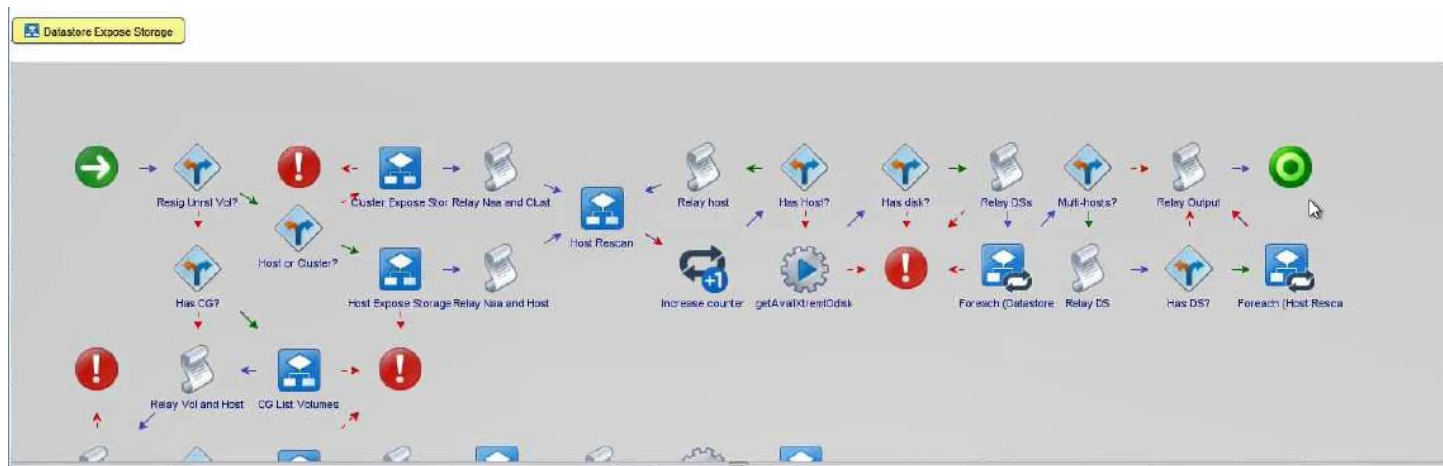 Datastore Expose Storage
Resig Unrsl Vol?
Cluster Expose Stor
Relay Naa and Clust
Relay host
Has Host?
Has disk?
Relay DSs
Multi-hosts?
Relay Output
Host or Cluster?
Host Rescan
Has CG?
Host Expose Storage
Relay Naa and Host
Increase counter
getAvailXtremIOdisk
Foreach (Datastore
Relay DS
Has DS?
Foreach (Host Resca
+1
Relay Vol and Host
CG List Volumes